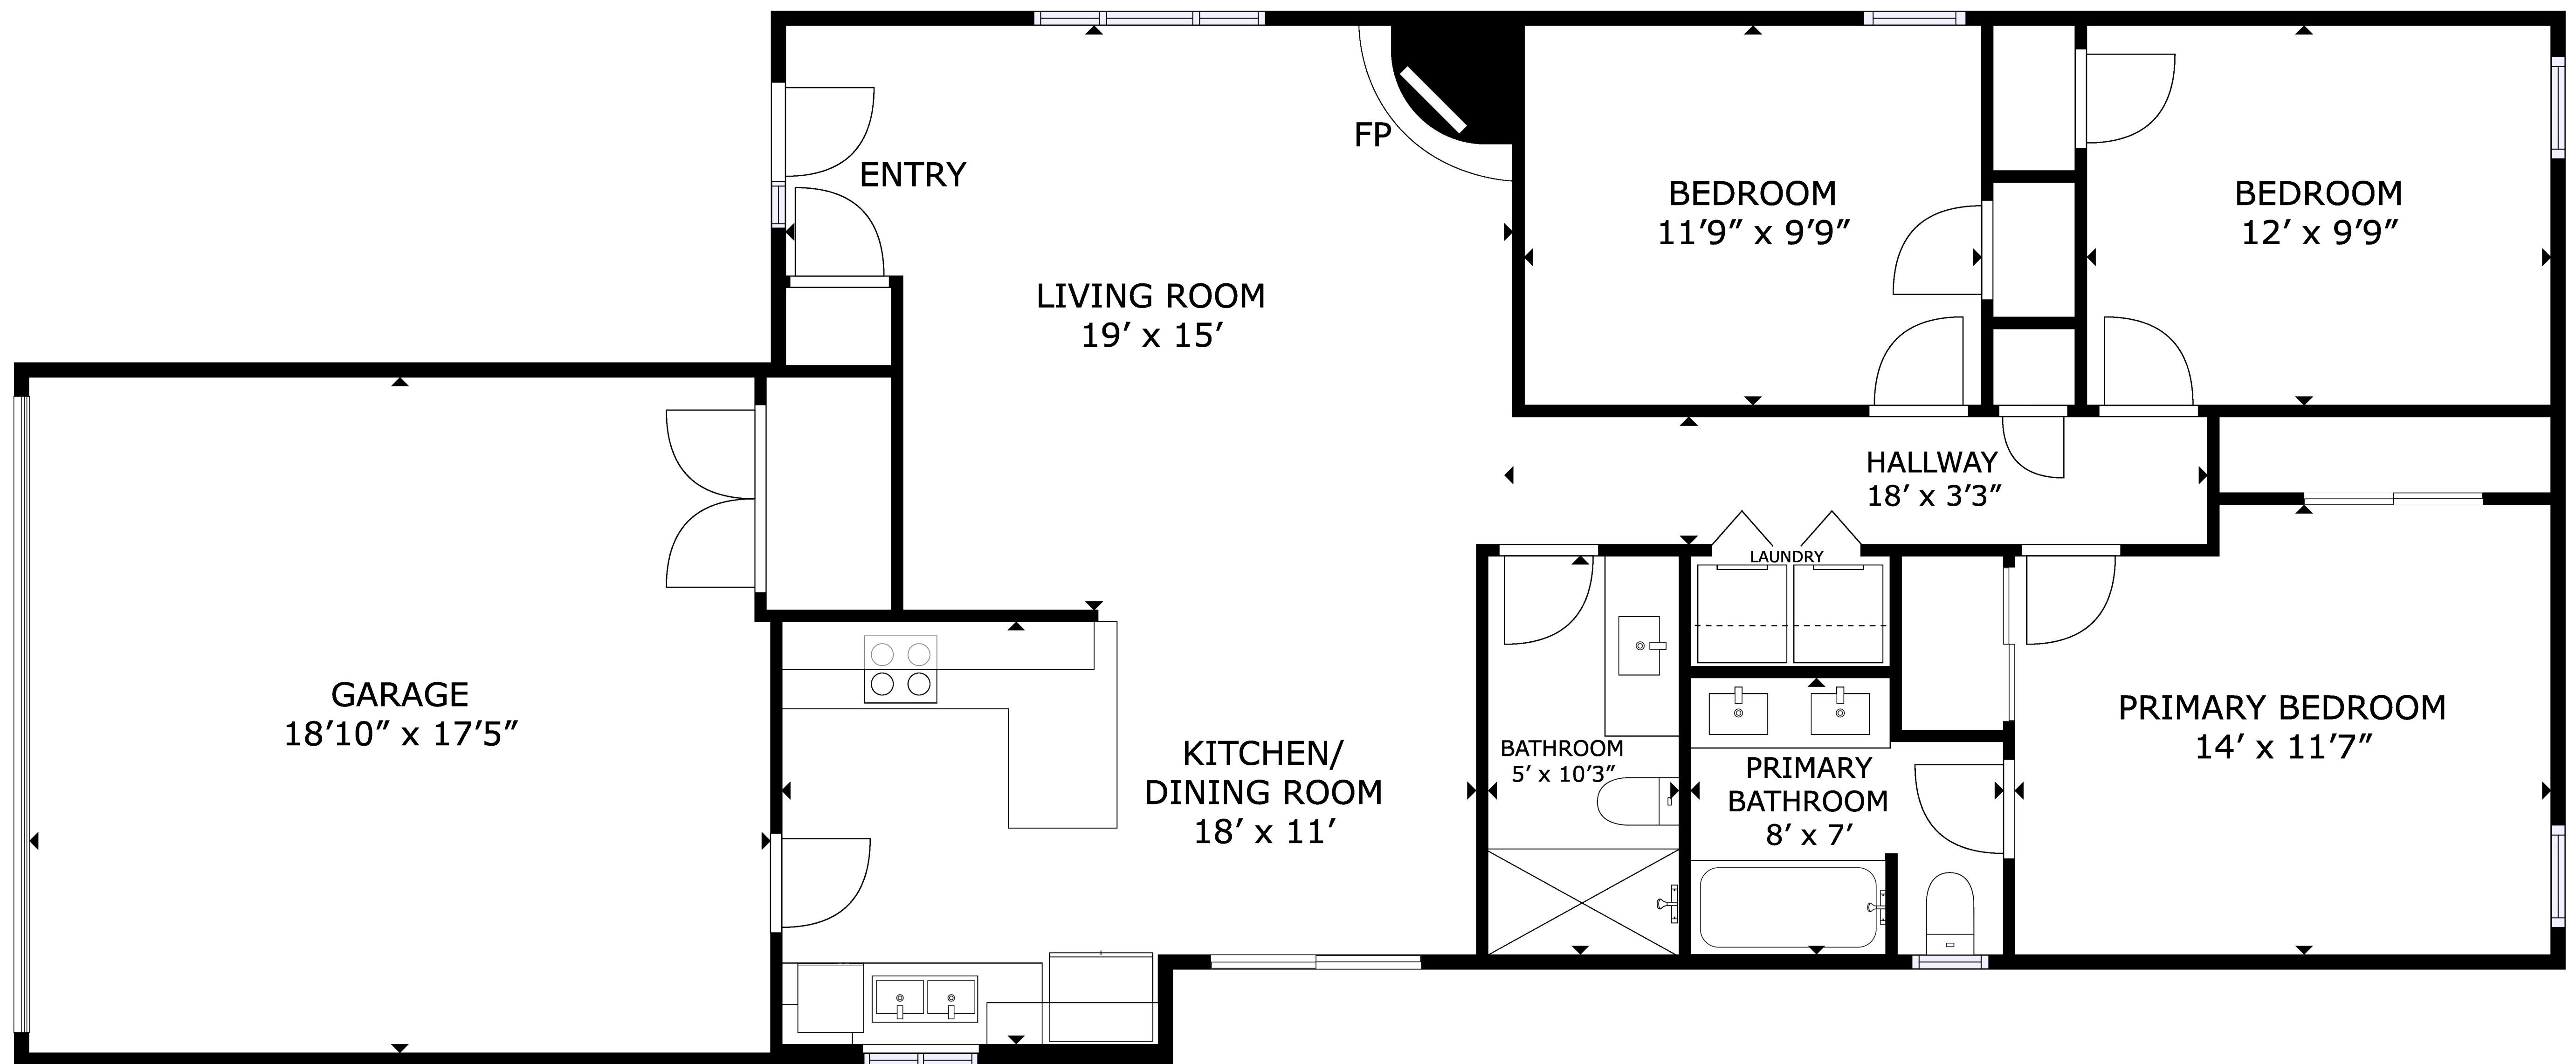 ENTRY
FP
LIVING ROOM
19′ x 15′
BEDROOM
11′9″ x 9′9″
BEDROOM
12′ x 9′9″
HALLWAY
18′ x 3′3″
LAUNDRY
GARAGE
18′10″ x 17′5″
KITCHEN/
DINING ROOM
18′ x 11′
BATHROOM
5′ x 10′3″
PRIMARY
BATHROOM
8′ x 7′
PRIMARY BEDROOM
14′ x 11′7″